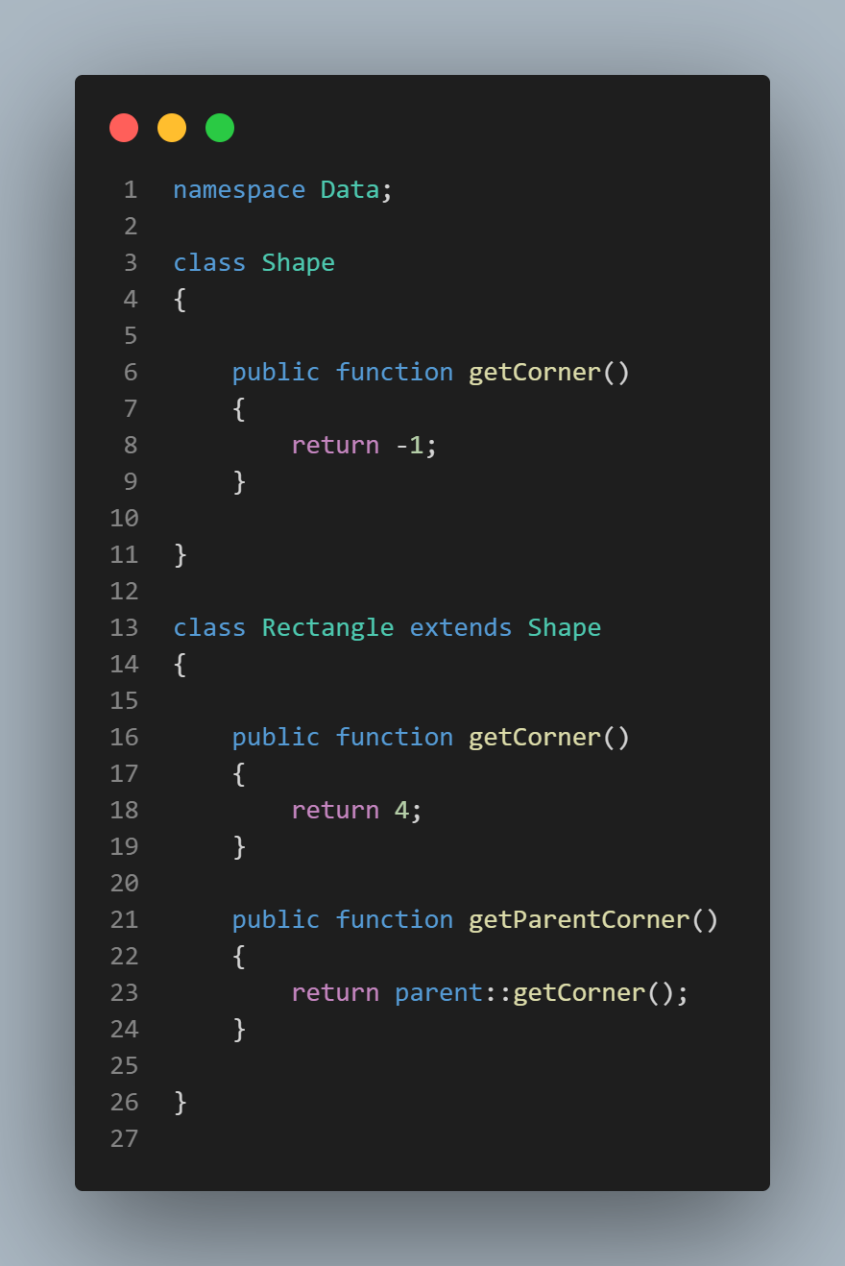 1 namespace Data;
2
3 class Shape
4 {
5
6     public function getCorner()
7     {
8         return -1;
9     }
10
11 }
12
13 class Rectangle extends Shape
14 {
15
16     public function getCorner()
17     {
18         return 4;
19     }
20
21     public function getParentCorner()
22     {
23         return parent::getCorner();
24     }
25
26 }
27